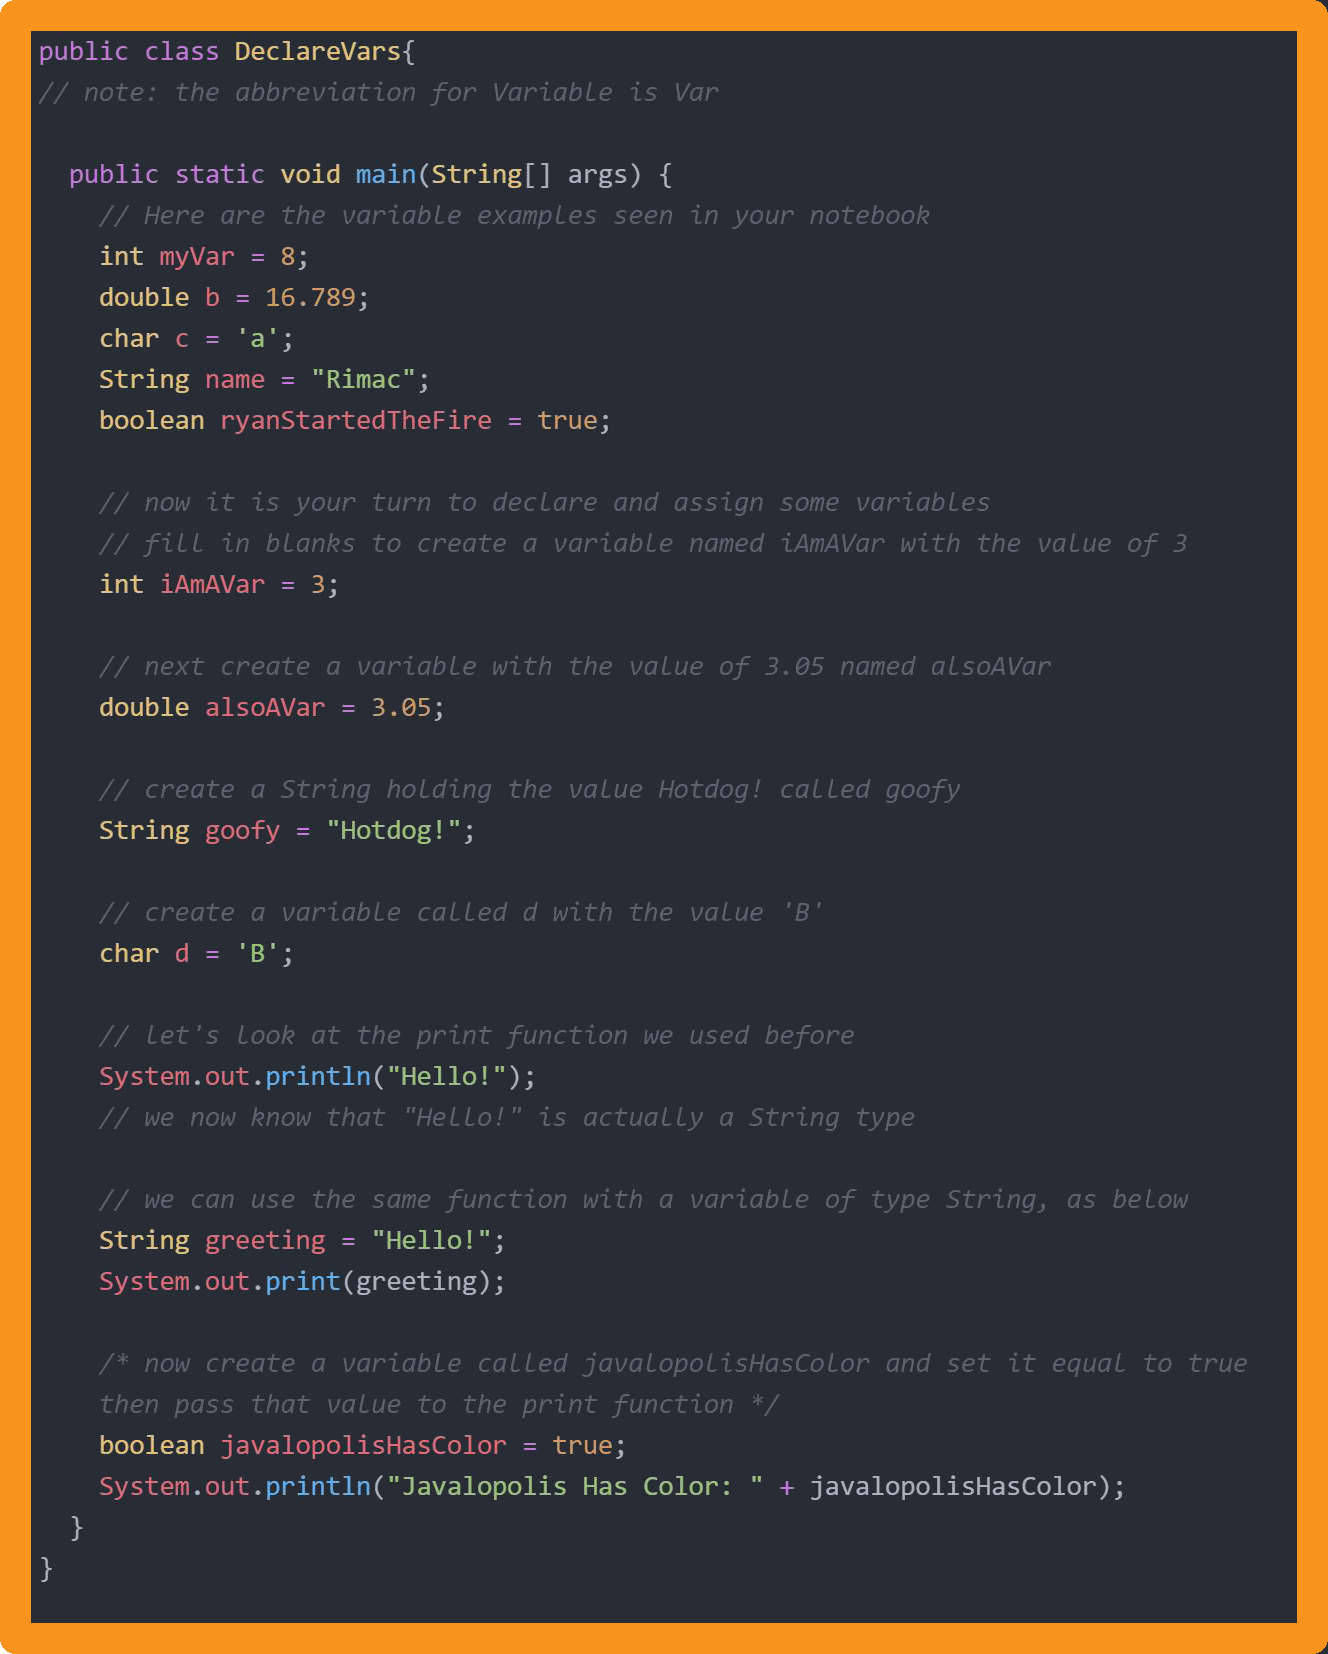 public class DeclareVars{
// note: the abbreviation for Variable is Var
  public static void main(String[] args) {
    // Here are the variable examples seen in your notebook
    int myVar = 8;
    double b = 16.789;
    char c = 'a';
    String name = "Rimac";
    boolean ryanStartedTheFire = true;
    // now it is your turn to declare and assign some variables
    // fill in blanks to create a variable named iAmAVar with the value of 3
    int iAmAVar = 3;
    // next create a variable with the value of 3.05 named alsoAVar
    double alsoAVar = 3.05;
    // create a String holding the value Hotdog! called goofy
    String goofy = "Hotdog!";
    // create a variable called d with the value 'B'
    char d = 'B';
    // let's look at the print function we used before
    System.out.println("Hello!");
    // we now know that "Hello!" is actually a String type
    // we can use the same function with a variable of type String, as below
    String greeting = "Hello!";
    System.out.print(greeting);
    /* now create a variable called javalopolisHasColor and set it equal to true
    then pass that value to the print function */
    boolean javalopolisHasColor = true;
    System.out.println("Javalopolis Has Color: " + javalopolisHasColor);
  }
}